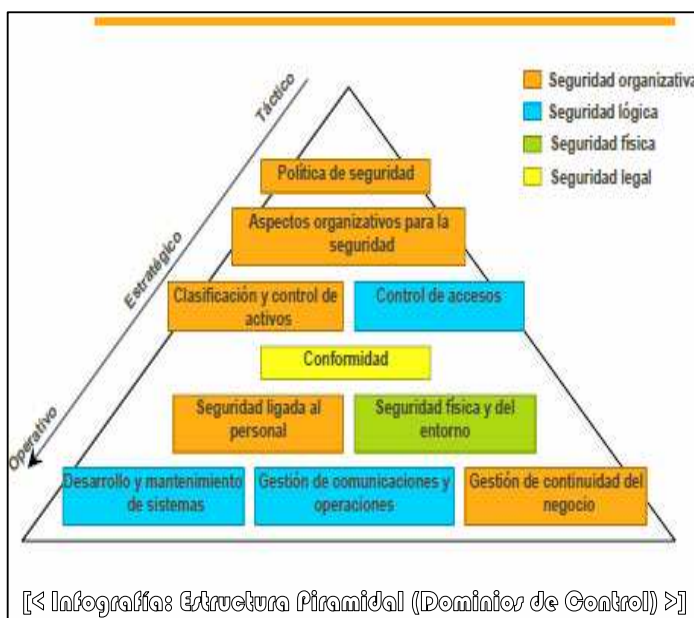 Táctico
Estratégico
Operativo
Seguridad organizativa
Seguridad lógica
Seguridad física
Seguridad legal
Política de seguridad
Aspectos organizativos para la
seguridad
Clasificación y control de
activos
Control de accesos
Conformidad
Seguridad ligada al
personal
Seguridad física y del
entorno
Desarrollo y mantenimiento
de sistemas
Gestión de comunicaciones y
operaciones
Gestión de continuidad del
negocio
[< Infografía: Estructura Piramidal (Dominios de Control) >]